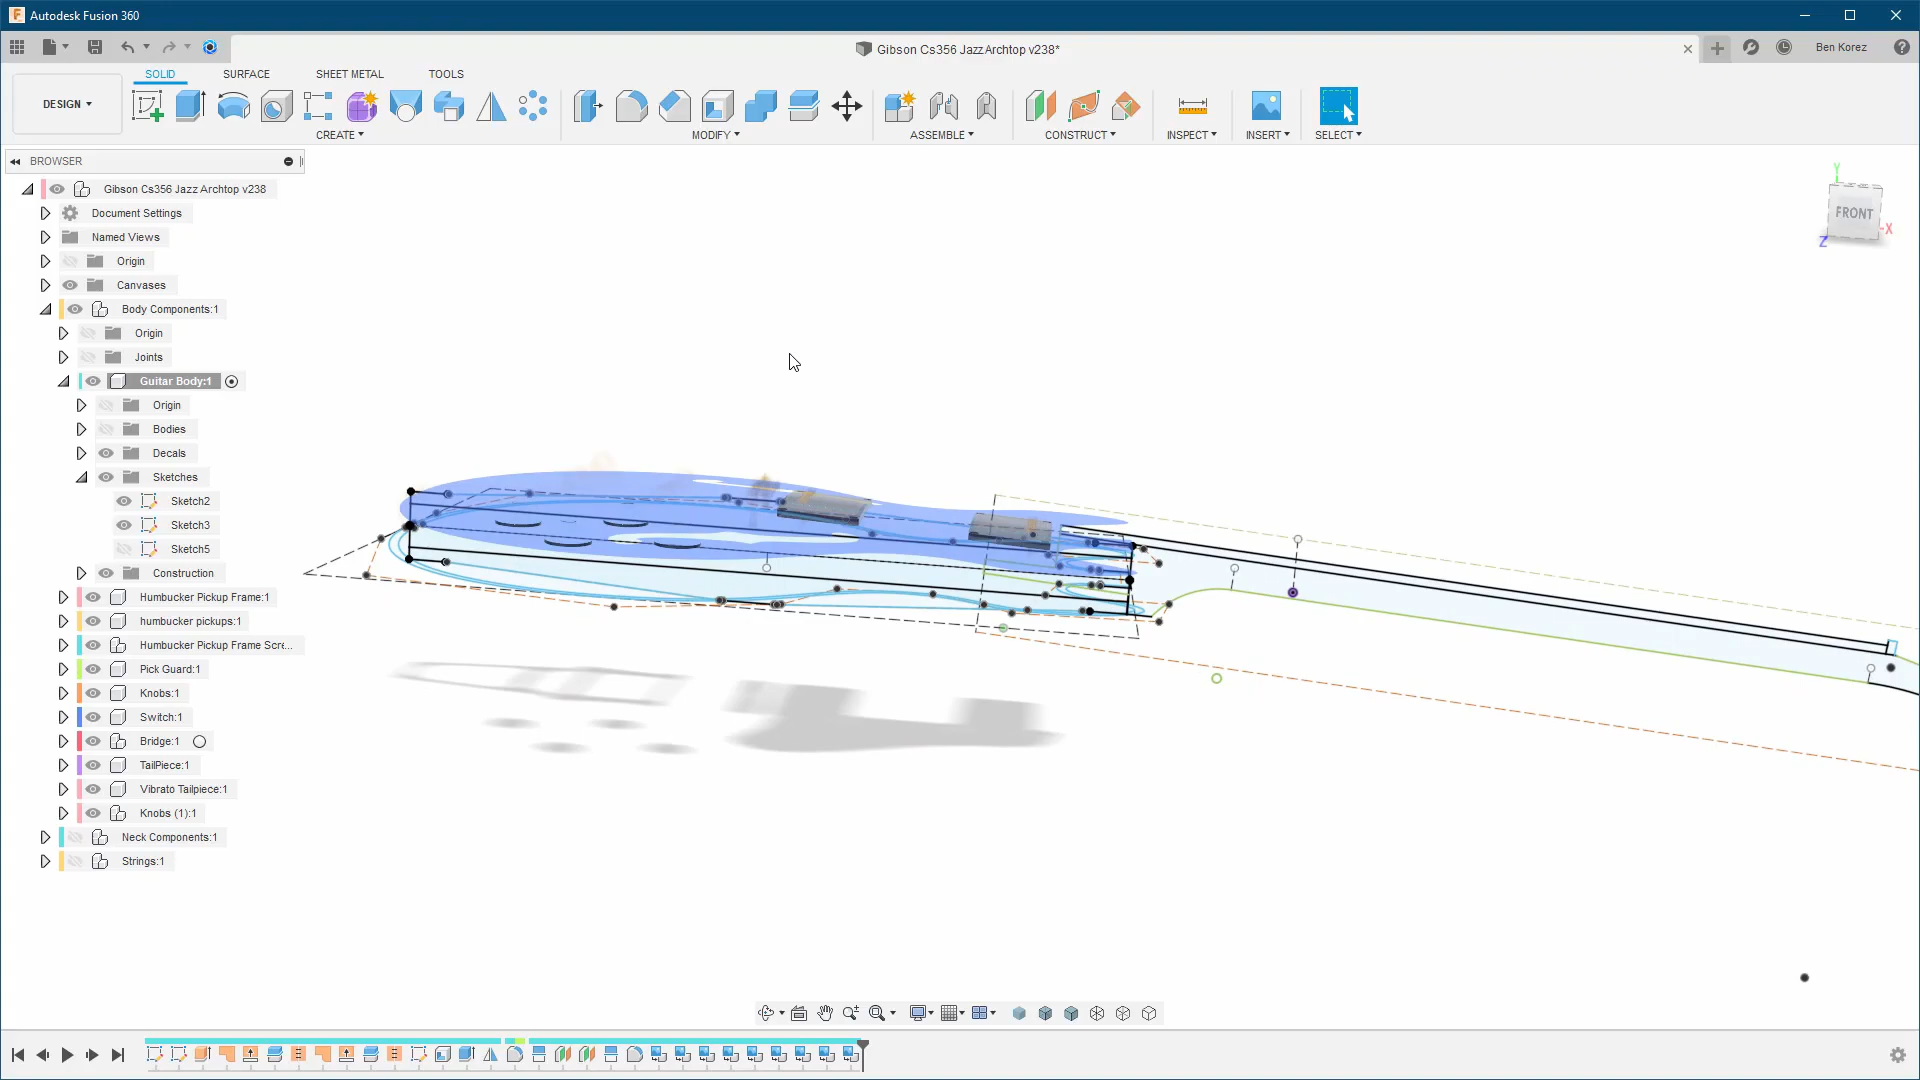 Autodesk Fusion 360
Gibson Cs356 Jazz Archtop v238*
Ben Korez
SOLID
SURFACE
SHEET METAL
TOOLS
DESIGN
CREATE
MODIFY
ASSEMBLE
CONSTRUCT
INSPECT
INSERT
SELECT
BROWSER
Gibson Cs356 Jazz Archtop v238
Document Settings
Named Views
Origin
Canvases
Body Components:1
Origin
Joints
Guitar Body:1
Origin
Bodies
Decals
Sketches
Sketch2
Sketch3
Sketch5
Construction
Humbucker Pickup Frame:1
humbucker pickups:1
Humbucker Pickup Frame Scre...
Pick Guard:1
Knobs:1
Switch:1
Bridge:1
TailPiece:1
Vibrato Tailpiece:1
Knobs (1):1
Neck Components:1
Strings:1
Y
FRONT
X
Z